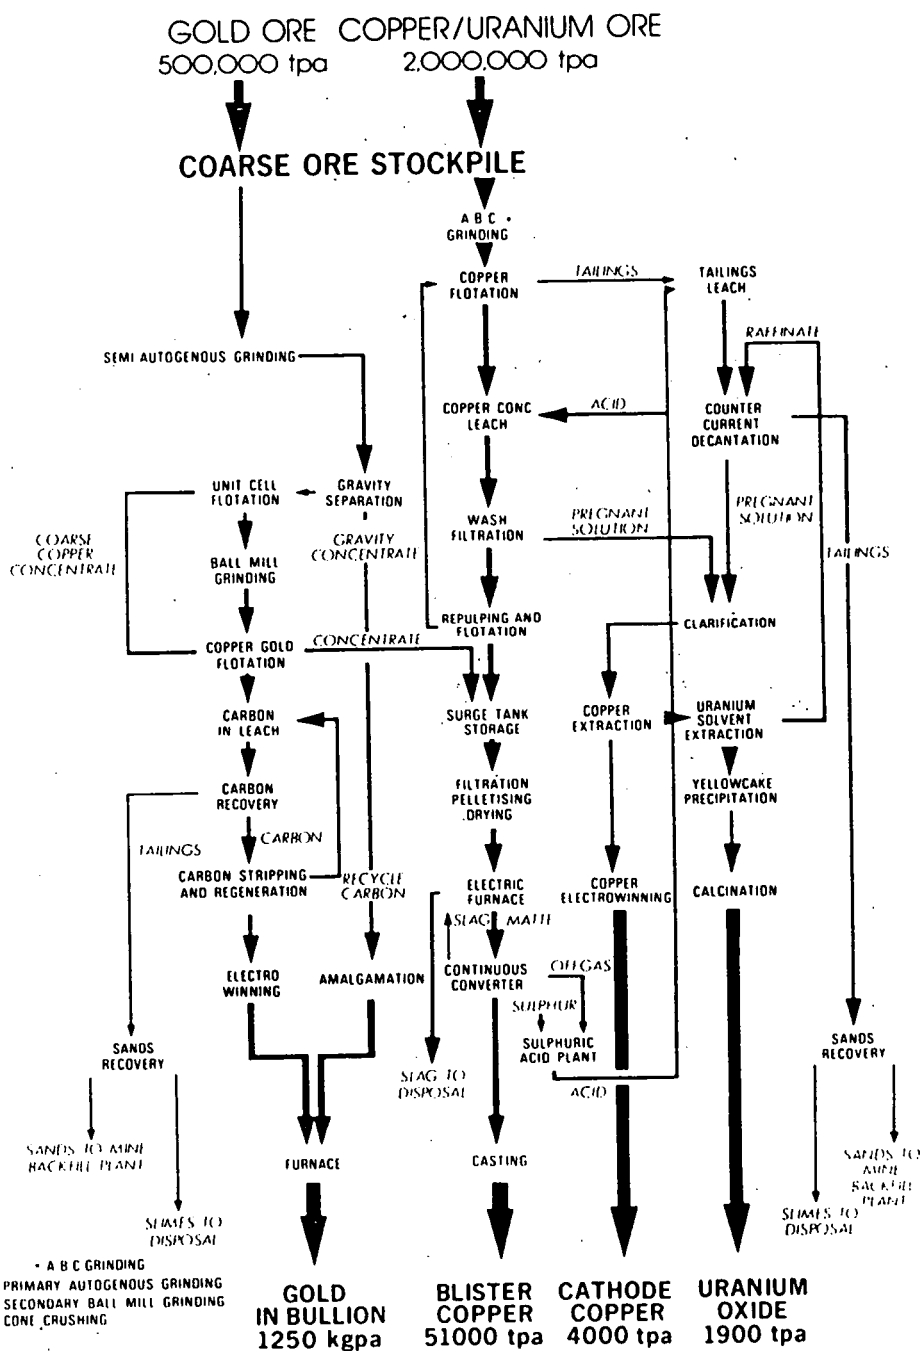 GOLD ORE COPPER/URANIUM ORE
500,000 tpa 2,000,000 tpa
COARSE ORE STOCKPILE
A B C •
GRINDING
COPPER
FLOTATION
TAILINGS
TAILINGS
LEACH
RAFFINATE
SEMI AUTOGENOUS GRINDING
COPPER CONC
LEACH
ACID
COUNTER
CURRENT
DECANTATION
UNIT CELL
FLOTATION
GRAVITY
SEPARATION
COARSE
COPPER
CONCENTRATE
GRAVITY
CONCENTRATE
WASH
FILTRATION
PREGNANT
SOLUTION
PREGNANT
SOLUTION
TAILINGS
BALL MILL
GRINDING
COPPER GOLD
FLOTATION
CONCENTRATE
REPULPING AND
FLOTATION
CLARIFICATION
CARBON
IN LEACH
SURGE TANK
STORAGE
COPPER
EXTRACTION
URANIUM
SOLVENT
EXTRACTION
CARBON
RECOVERY
FILTRATION
PELLETISING
DRYING
YELLOWCAKE
PRECIPITATION
TAILINGS
CARBON
CARBON STRIPPING
AND REGENERATION
RECYCLE
CARBON
ELECTRIC
FURNACE
COPPER
ELECTROWINNING
CALCINATION
SLAG
MATTE
ELECTRO
WINNING
AMALGAMATION
CONTINUOUS
CONVERTER
OFFGAS
SULPHUR
SULPHURIC
ACID PLANT
ACID
SANDS
RECOVERY
SLAG TO
DISPOSAL
SANDS
RECOVERY
SANDS TO MINE
BACKFILL PLANT
FURNACE
CASTING
SANDS TO
MINE
BACKFILL
PLANT
SLIMES TO
DISPOSAL
SLIMES TO
DISPOSAL
• A B C GRINDING
PRIMARY AUTOGENOUS GRINDING
SECONDARY BALL MILL GRINDING
CONE CRUSHING
GOLD
IN BULLION
1250 kgpa
BLISTER
COPPER
51000 tpa
CATHODE
COPPER
4000 tpa
URANIUM
OXIDE
1900 tpa